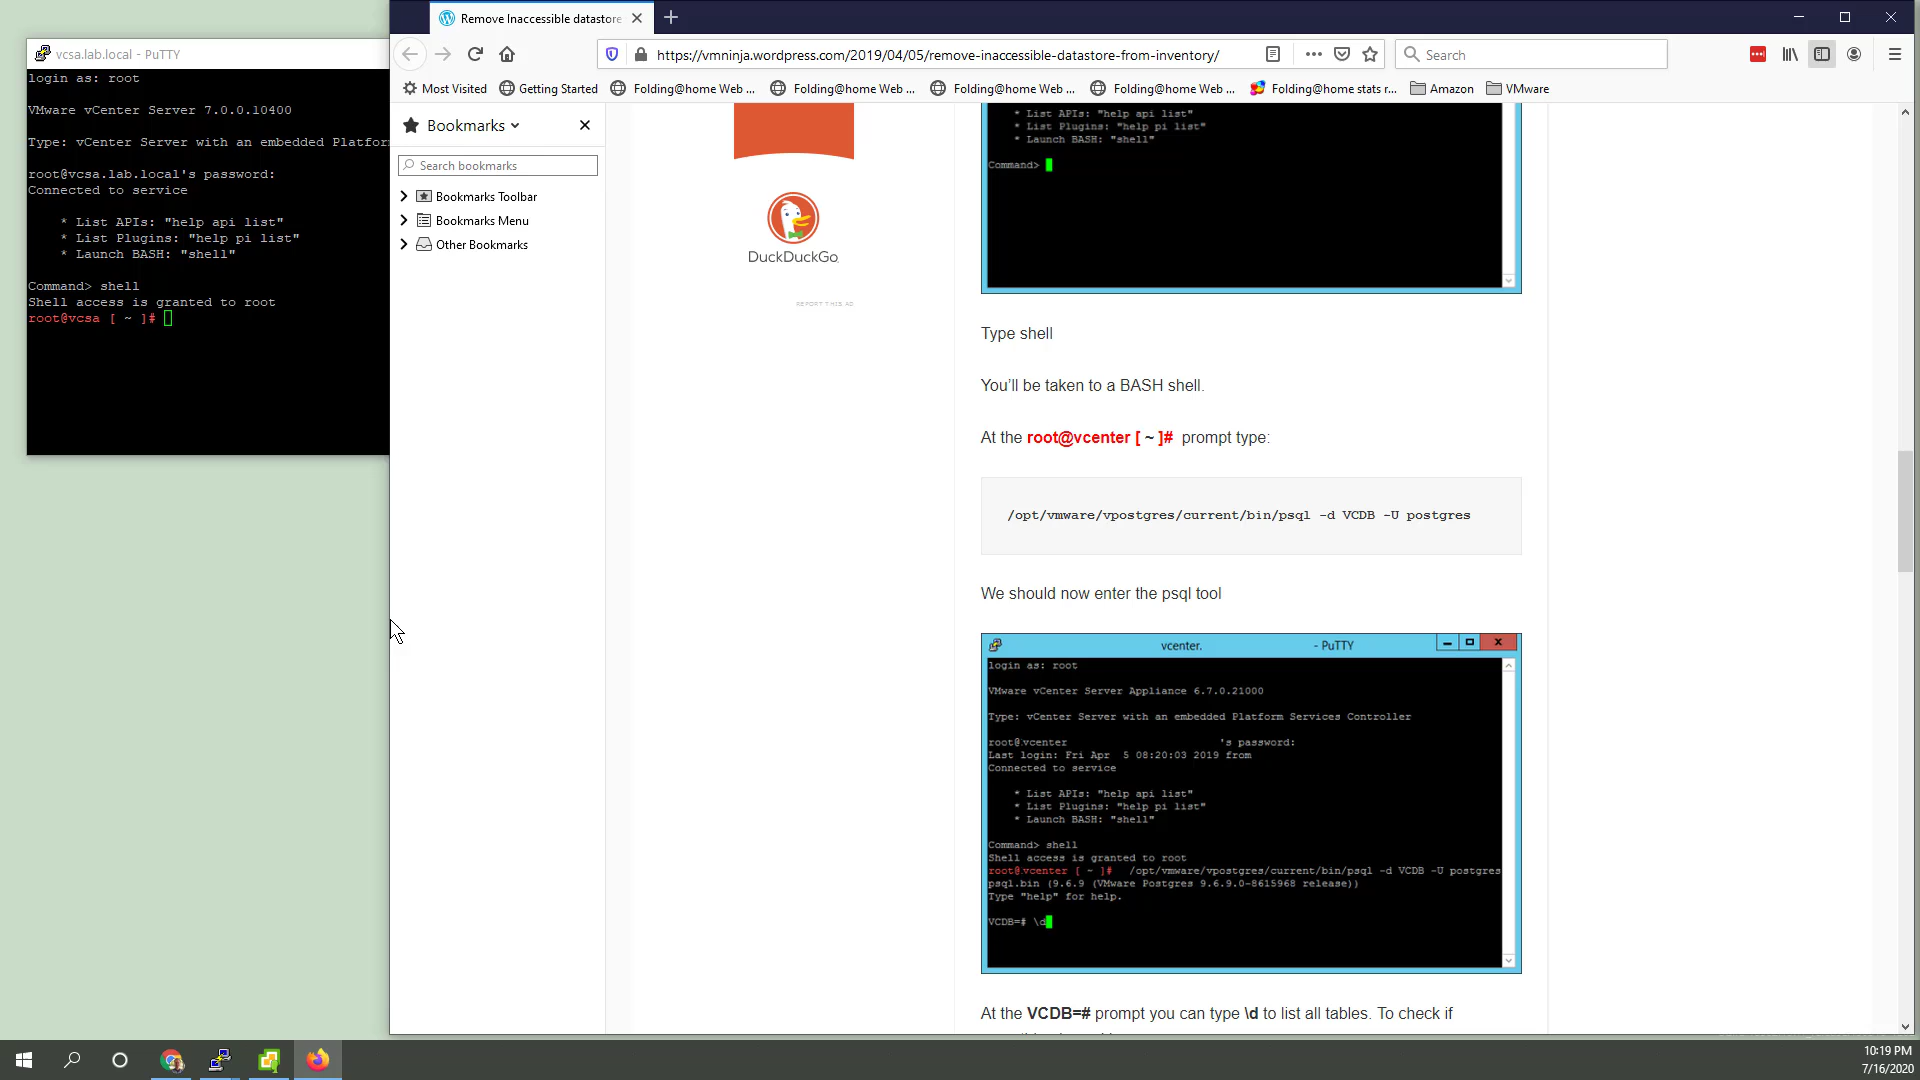 vcsa.lab.local - PuTTY
login as: root
VMware vCenter Server 7.0.0.10400
Type: vCenter Server with an embedded Platfor
root@vcsa.lab.local's password:
Connected to service
* List APIs: "help api list"
* List Plugins: "help pi list"
* Launch BASH: "shell"
Command> shell
Shell access is granted to root
root@vcsa [ ~ ]#
Remove Inaccessible datastore
https://vmninja.wordpress.com/2019/04/05/remove-inaccessible-datastore-from-inventory/
Search
Most Visited
Getting Started
Folding@home Web ...
Folding@home Web ...
Folding@home Web ...
Folding@home Web ...
Folding@home stats r...
Amazon
VMware
Bookmarks
Search bookmarks
Bookmarks Toolbar
Bookmarks Menu
Other Bookmarks
DuckDuckGo
REPORT THIS AD
* List APIs: "help api list"
* List Plugins: "help pi list"
* Launch BASH: "shell"
Command>
Type shell
You'll be taken to a BASH shell.
At the root@vcenter [ ~ ]# prompt type:
/opt/vmware/vpostgres/current/bin/psql -d VCDB -U postgres
We should now enter the psql tool
vcenter. - PuTTY
login as: root
VMware vCenter Server Appliance 6.7.0.21000
Type: vCenter Server with an embedded Platform Services Controller
root@vcenter 's password:
Last login: Fri Apr  5 08:20:03 2019 from
Connected to service
* List APIs: "help api list"
* List Plugins: "help pi list"
* Launch BASH: "shell"
Command> shell
Shell access is granted to root
root@vcenter [ ~ ]# /opt/vmware/vpostgres/current/bin/psql -d VCDB -U postgres
psql.bin (9.6.9 (VMware Postgres 9.6.9.0-8615968 release))
Type "help" for help.
VCDB=# \d
At the VCDB=# prompt you can type \d to list all tables. To check if
10:19 PM
7/16/2020